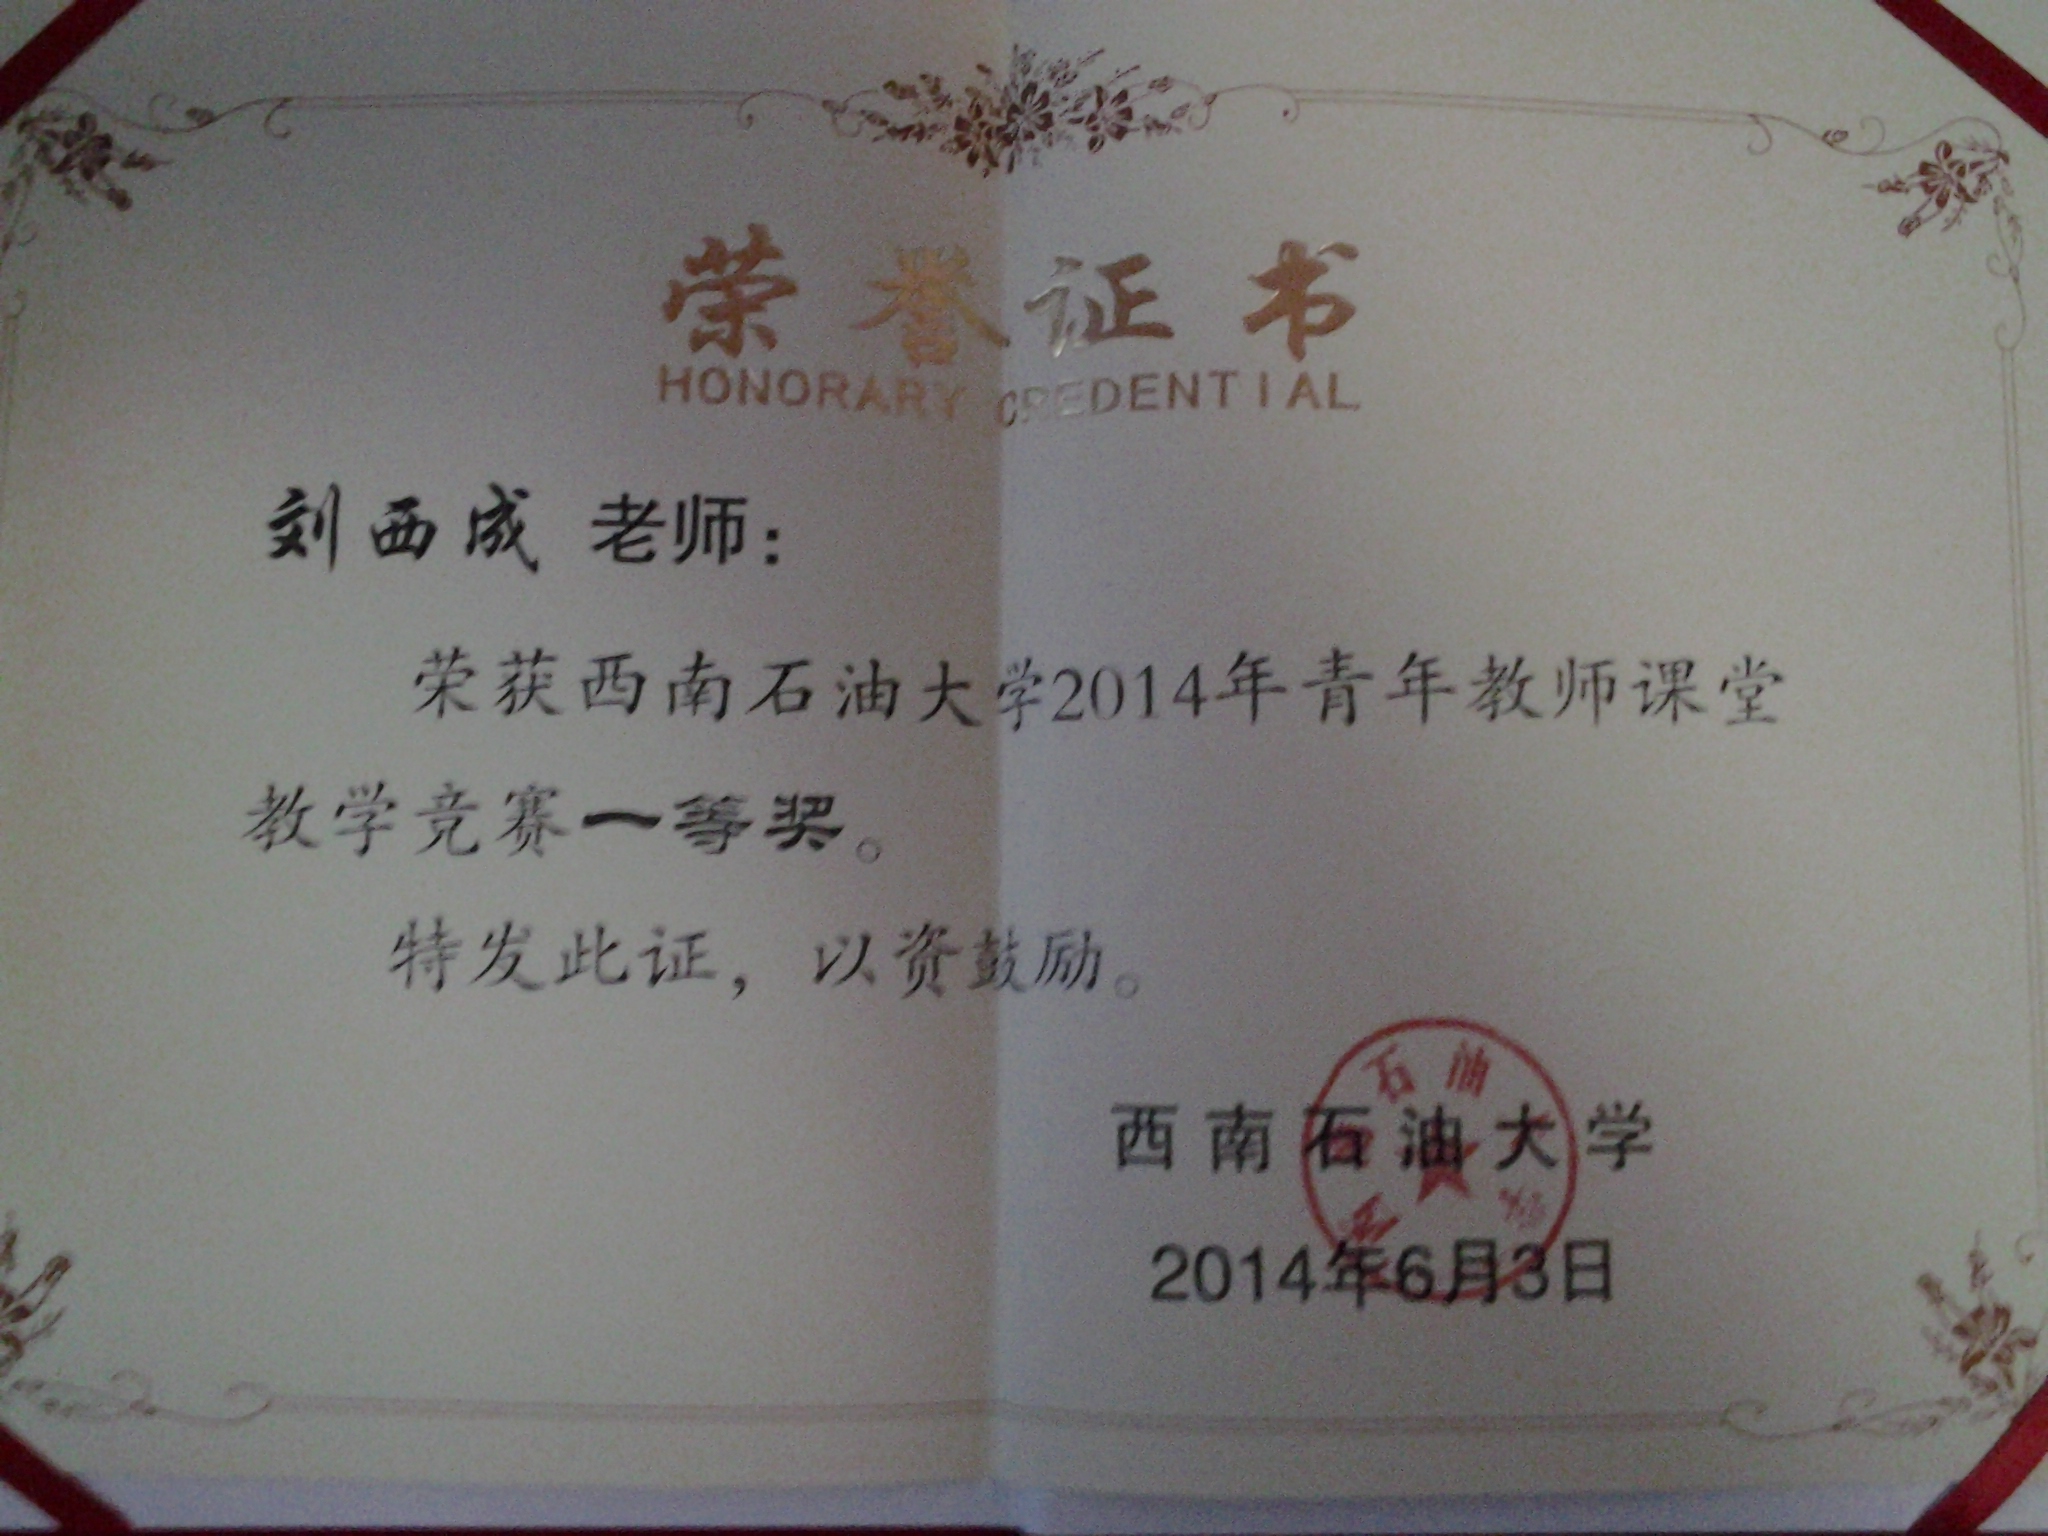 荣誉证书
HONORARY CREDENTIAL
刘西成 老师：
荣获西南石油大学2014年青年教师课堂
教学竞赛一等奖。
特发此证，以资鼓励。
石油
西南石油大学
2014年6月3日